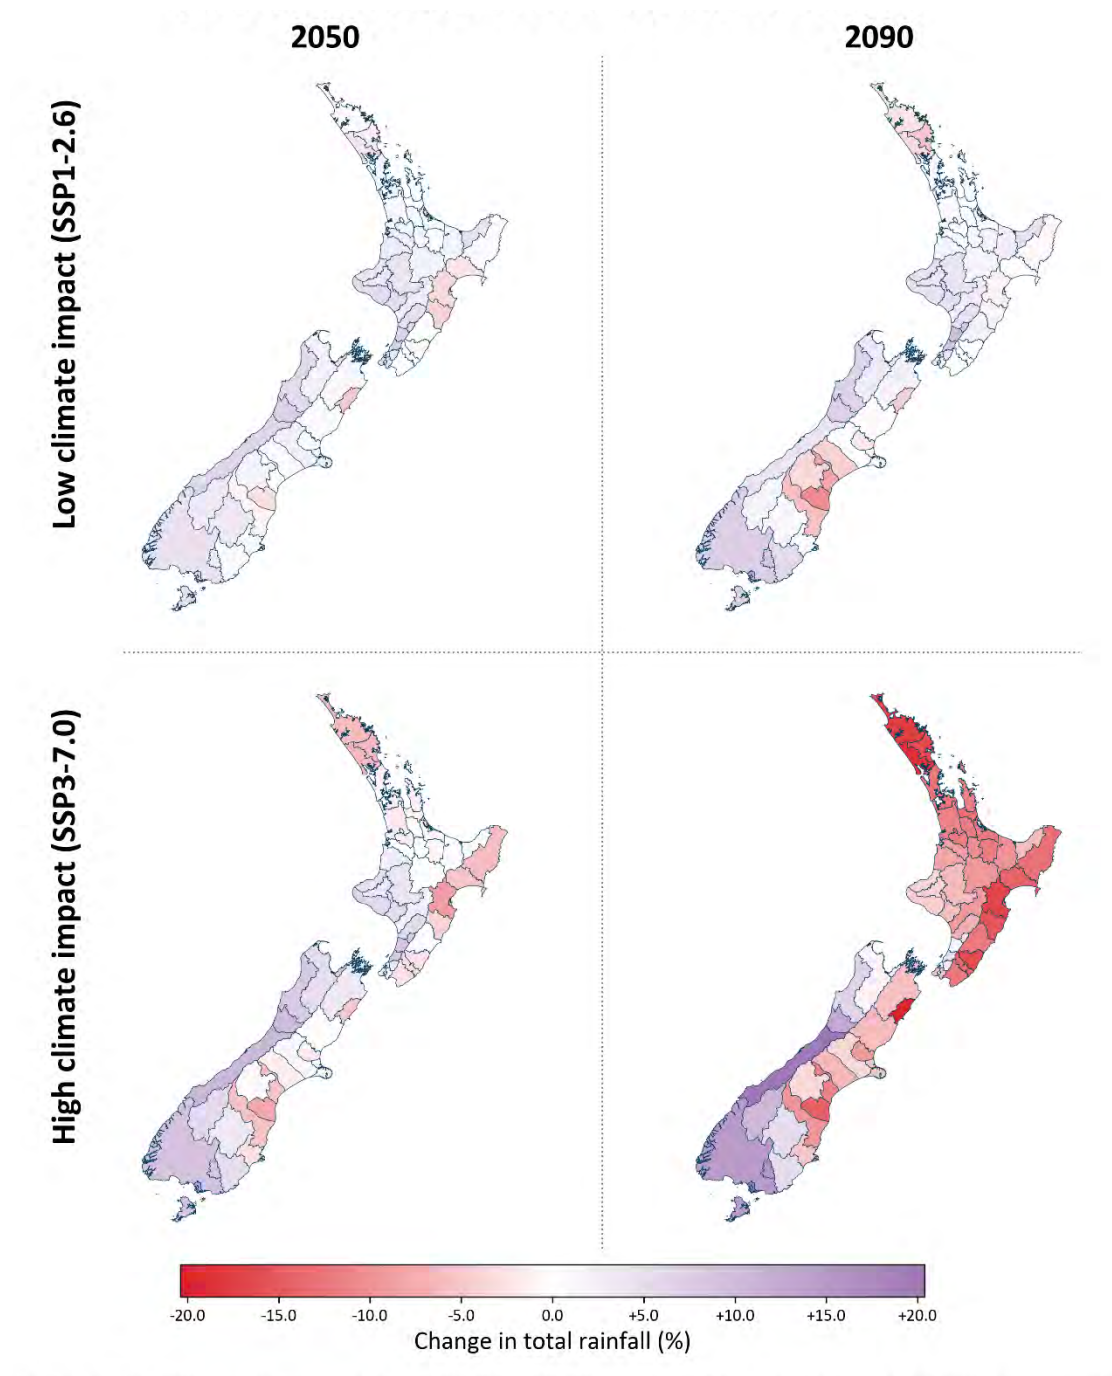 2050
2090
Low climate impact (SSP1-2.6)
High climate impact (SSP3-7.0)
-20.0 -15.0 -10.0 -5.0 0.0 +5.0 +10.0 +15.0 +20.0
Change in total rainfall (%)